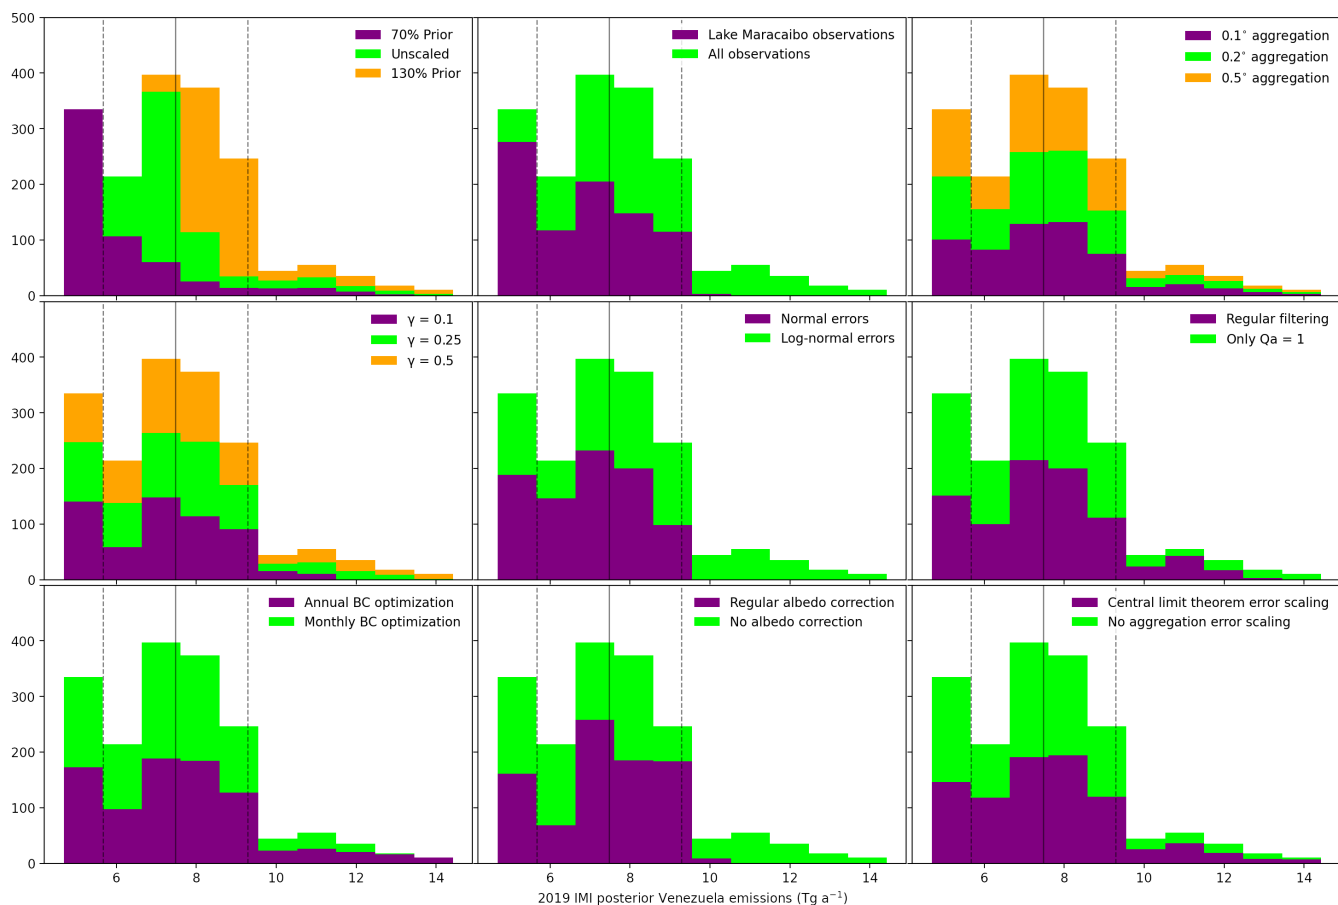 500
400
300
200
100
0
70% Prior
Unscaled
130% Prior
Lake Maracaibo observations
All observations
0.1° aggregation
0.2° aggregation
0.5° aggregation
400
300
200
100
0
γ = 0.1
γ = 0.25
γ = 0.5
Normal errors
Log-normal errors
Regular filtering
Only Qa = 1
400
300
200
100
0
Annual BC optimization
Monthly BC optimization
Regular albedo correction
No albedo correction
Central limit theorem error scaling
No aggregation error scaling
6 8 10 12 14
6 8 10 12 14
6 8 10 12 14
2019 IMI posterior Venezuela emissions (Tg a⁻¹)